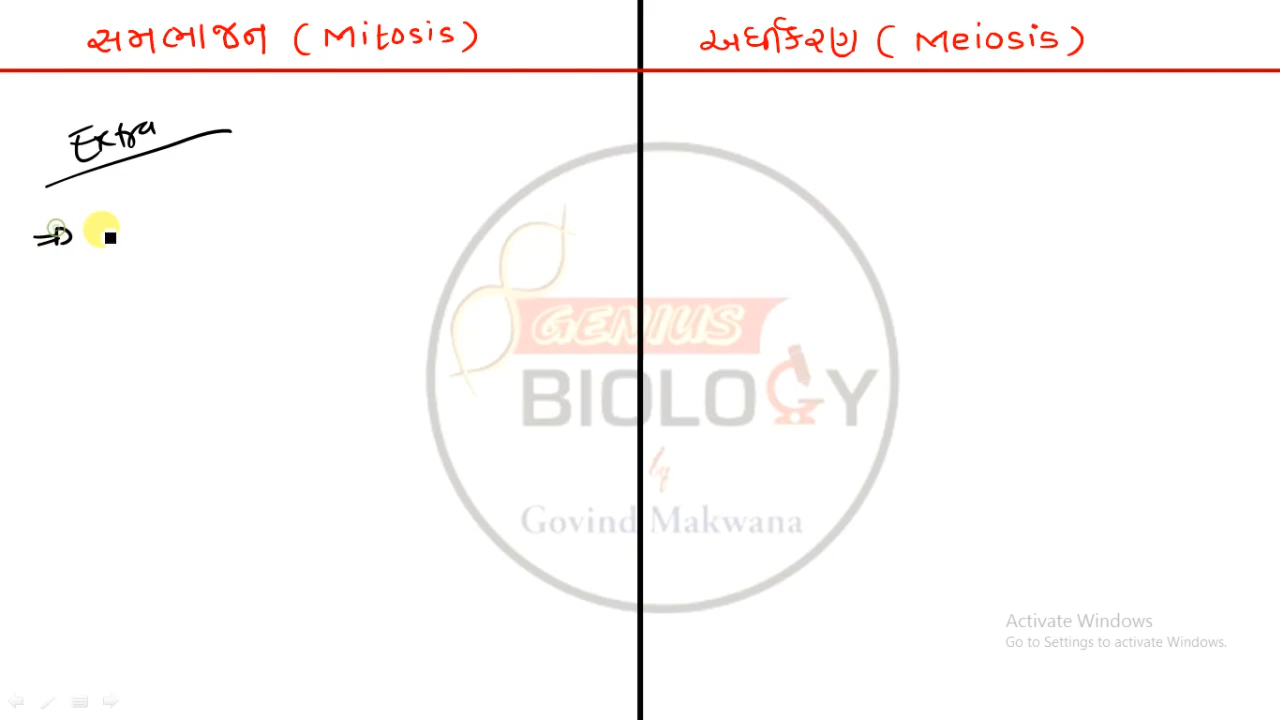 સમભાજન ( Mitosis )
અર્ધીકરણ ( Meiosis )
Extra
⇒
GENIUS
BIOLOGY
by
Govind Makwana
Activate Windows
Go to Settings to activate Windows.